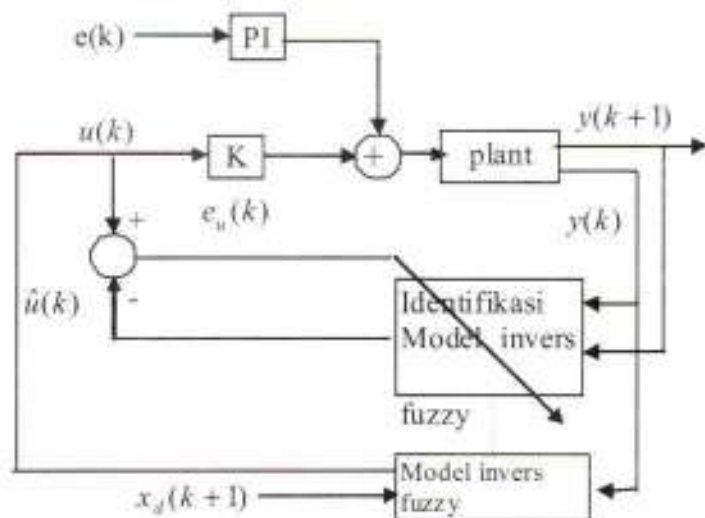 e(k)
PI
u(k)
K
+
plant
y(k+1)
e_u(k)
y(k)
+
û(k)
-
Identifikasi
Model invers
fuzzy
Model invers
fuzzy
x_d(k+1)